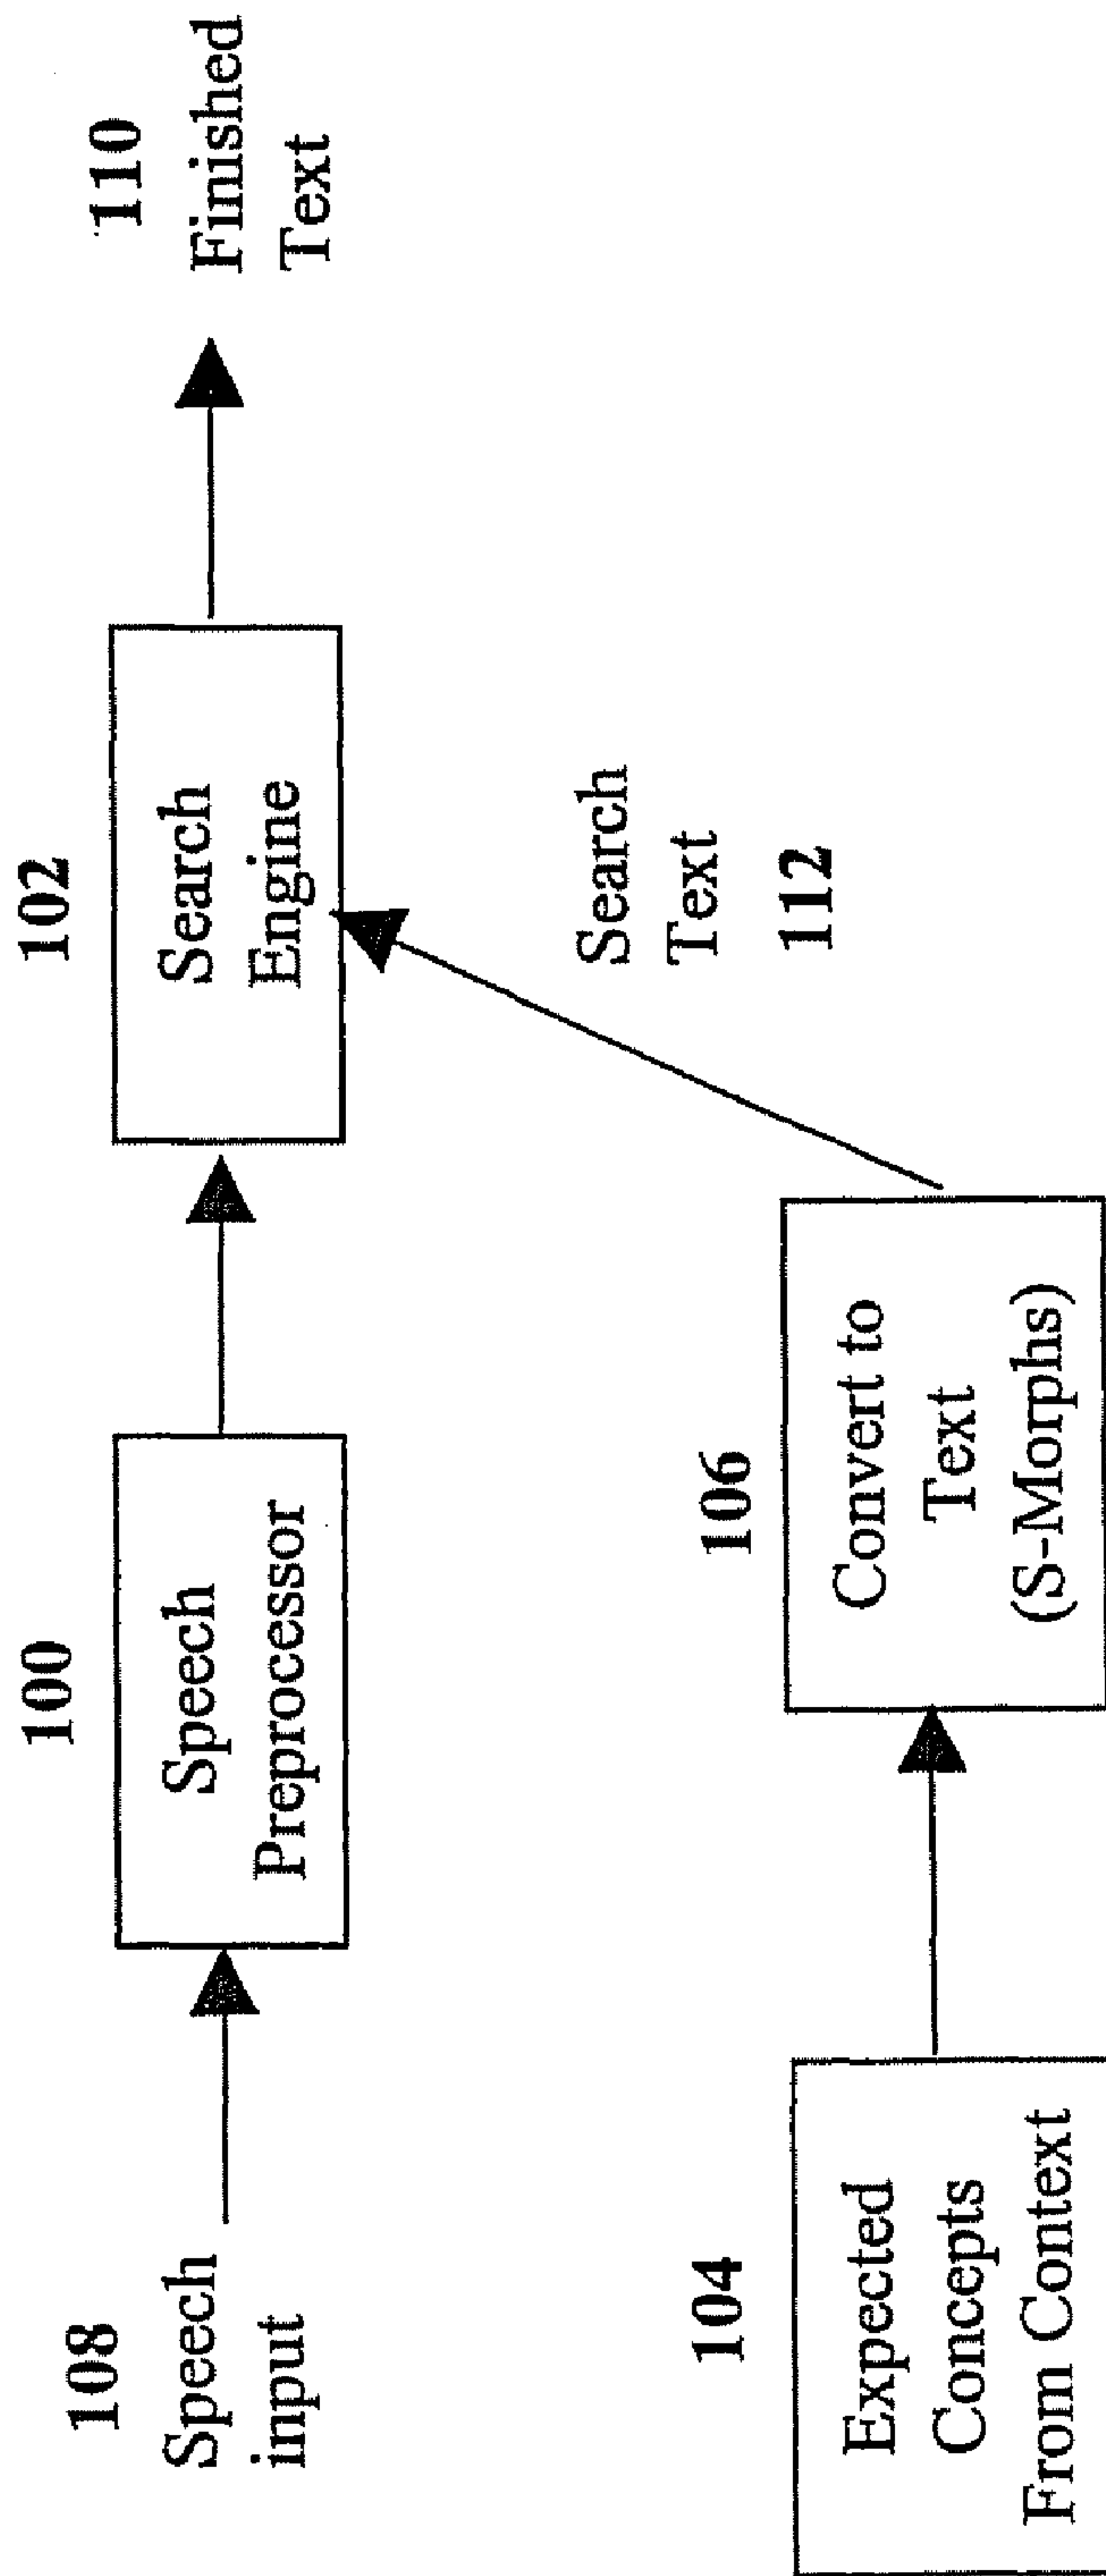 108
Speech
input
100
Speech
Preprocessor
102
Search
Engine
110
Finished
Text
104
Expected
Concepts
From Context
106
Convert to
Text
(S-Morphs)
Search
Text
112